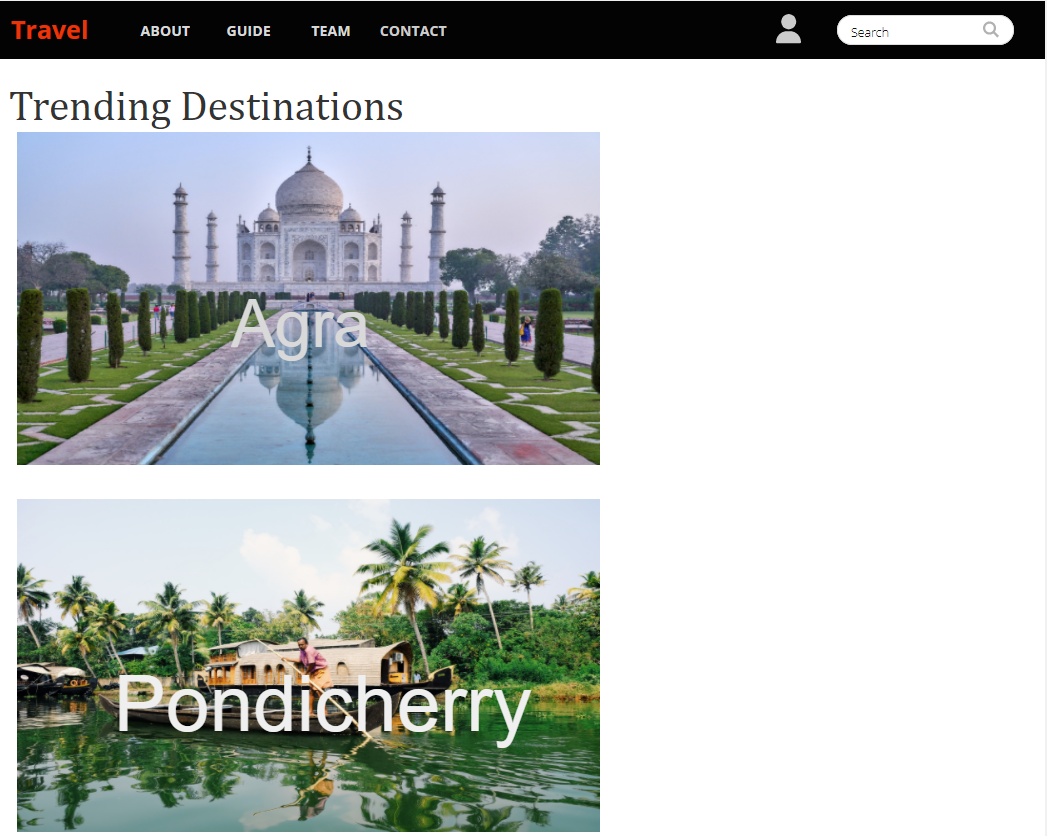 Travel ABOUT GUIDE TEAM CONTACT Search
Trending Destinations
Agra
Pondicherry